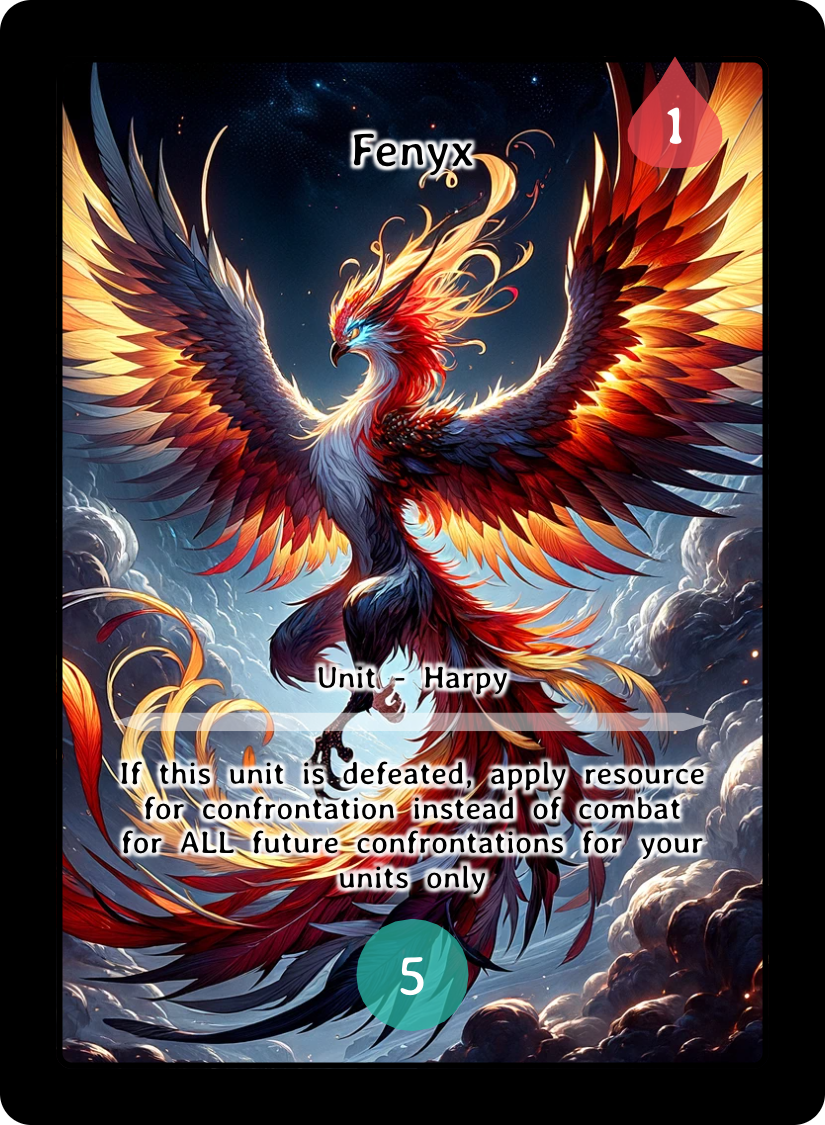 1
Fenyx
Unit - Harpy
If this unit is defeated, apply resource
for confrontation instead of combat
for ALL future confrontations for your
units only
5